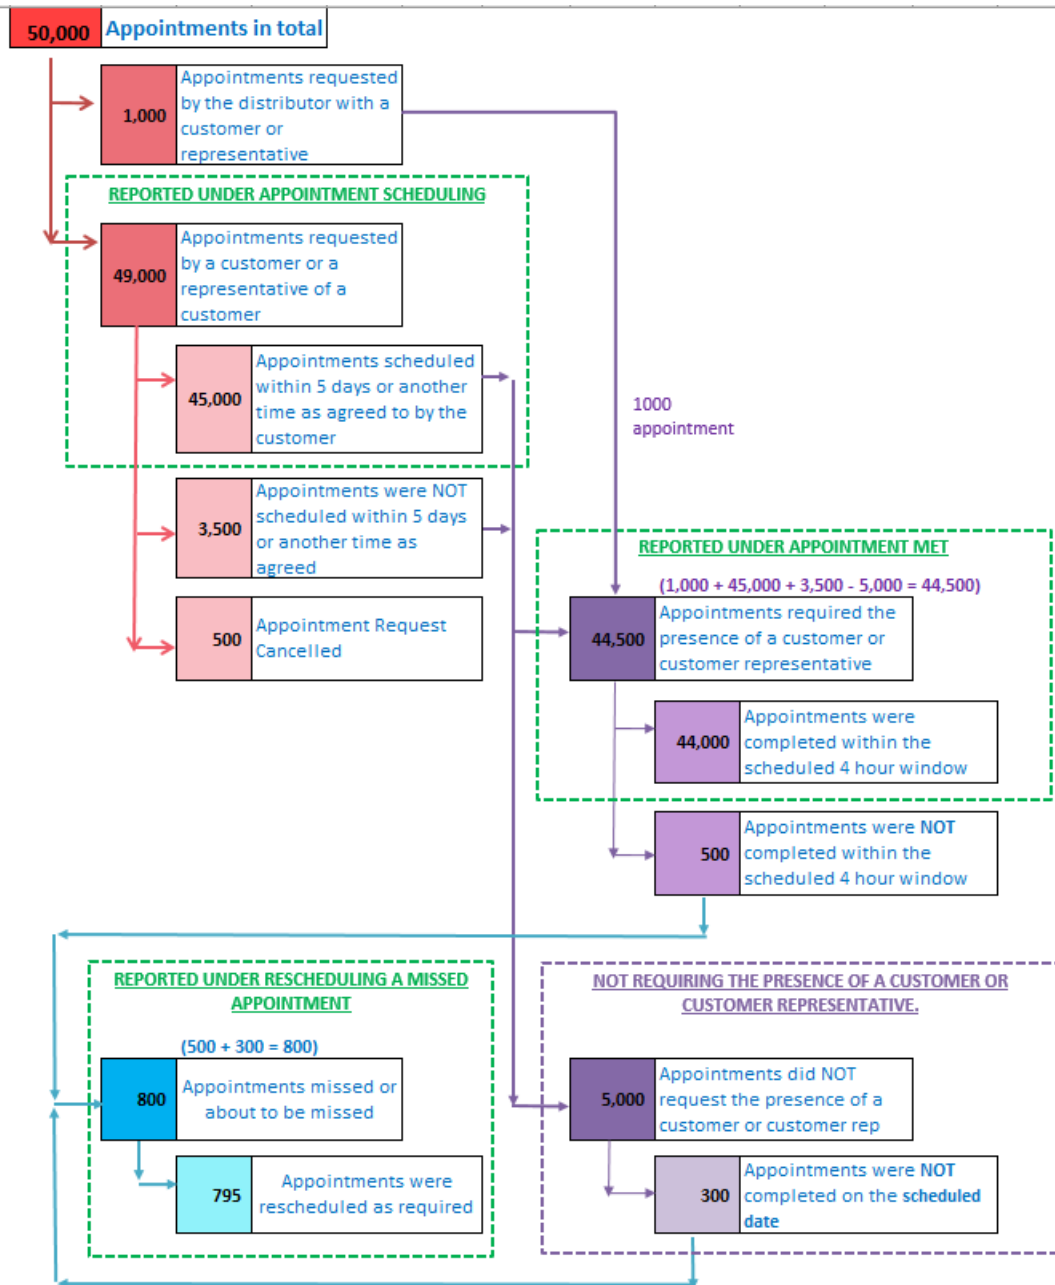 50,000 Appointments in total
1,000
Appointments requested
by the distributor with a
customer or
representative
REPORTED UNDER APPOINTMENT SCHEDULING
49,000
Appointments requested
by a customer or a
representative of a
customer
45,000
Appointments scheduled
within 5 days or another
time as agreed to by the
customer
1000
appointment
3,500
Appointments were NOT
scheduled within 5 days
or another time as
agreed
500
Appointment Request
Cancelled
REPORTED UNDER APPOINTMENT MET
(1,000 + 45,000 + 3,500 - 5,000 = 44,500)
44,500
Appointments required the
presence of a customer or
customer representative
44,000
Appointments were
completed within the
scheduled 4 hour window
500
Appointments were NOT
completed within the
scheduled 4 hour window
REPORTED UNDER RESCHEDULING A MISSED
APPOINTMENT
(500 + 300 = 800)
800
Appointments missed or
about to be missed
795
Appointments were
rescheduled as required
NOT REQUIRING THE PRESENCE OF A CUSTOMER OR
CUSTOMER REPRESENTATIVE.
5,000
Appointments did NOT
request the presence of a
customer or customer rep
300
Appointments were NOT
completed on the scheduled
date